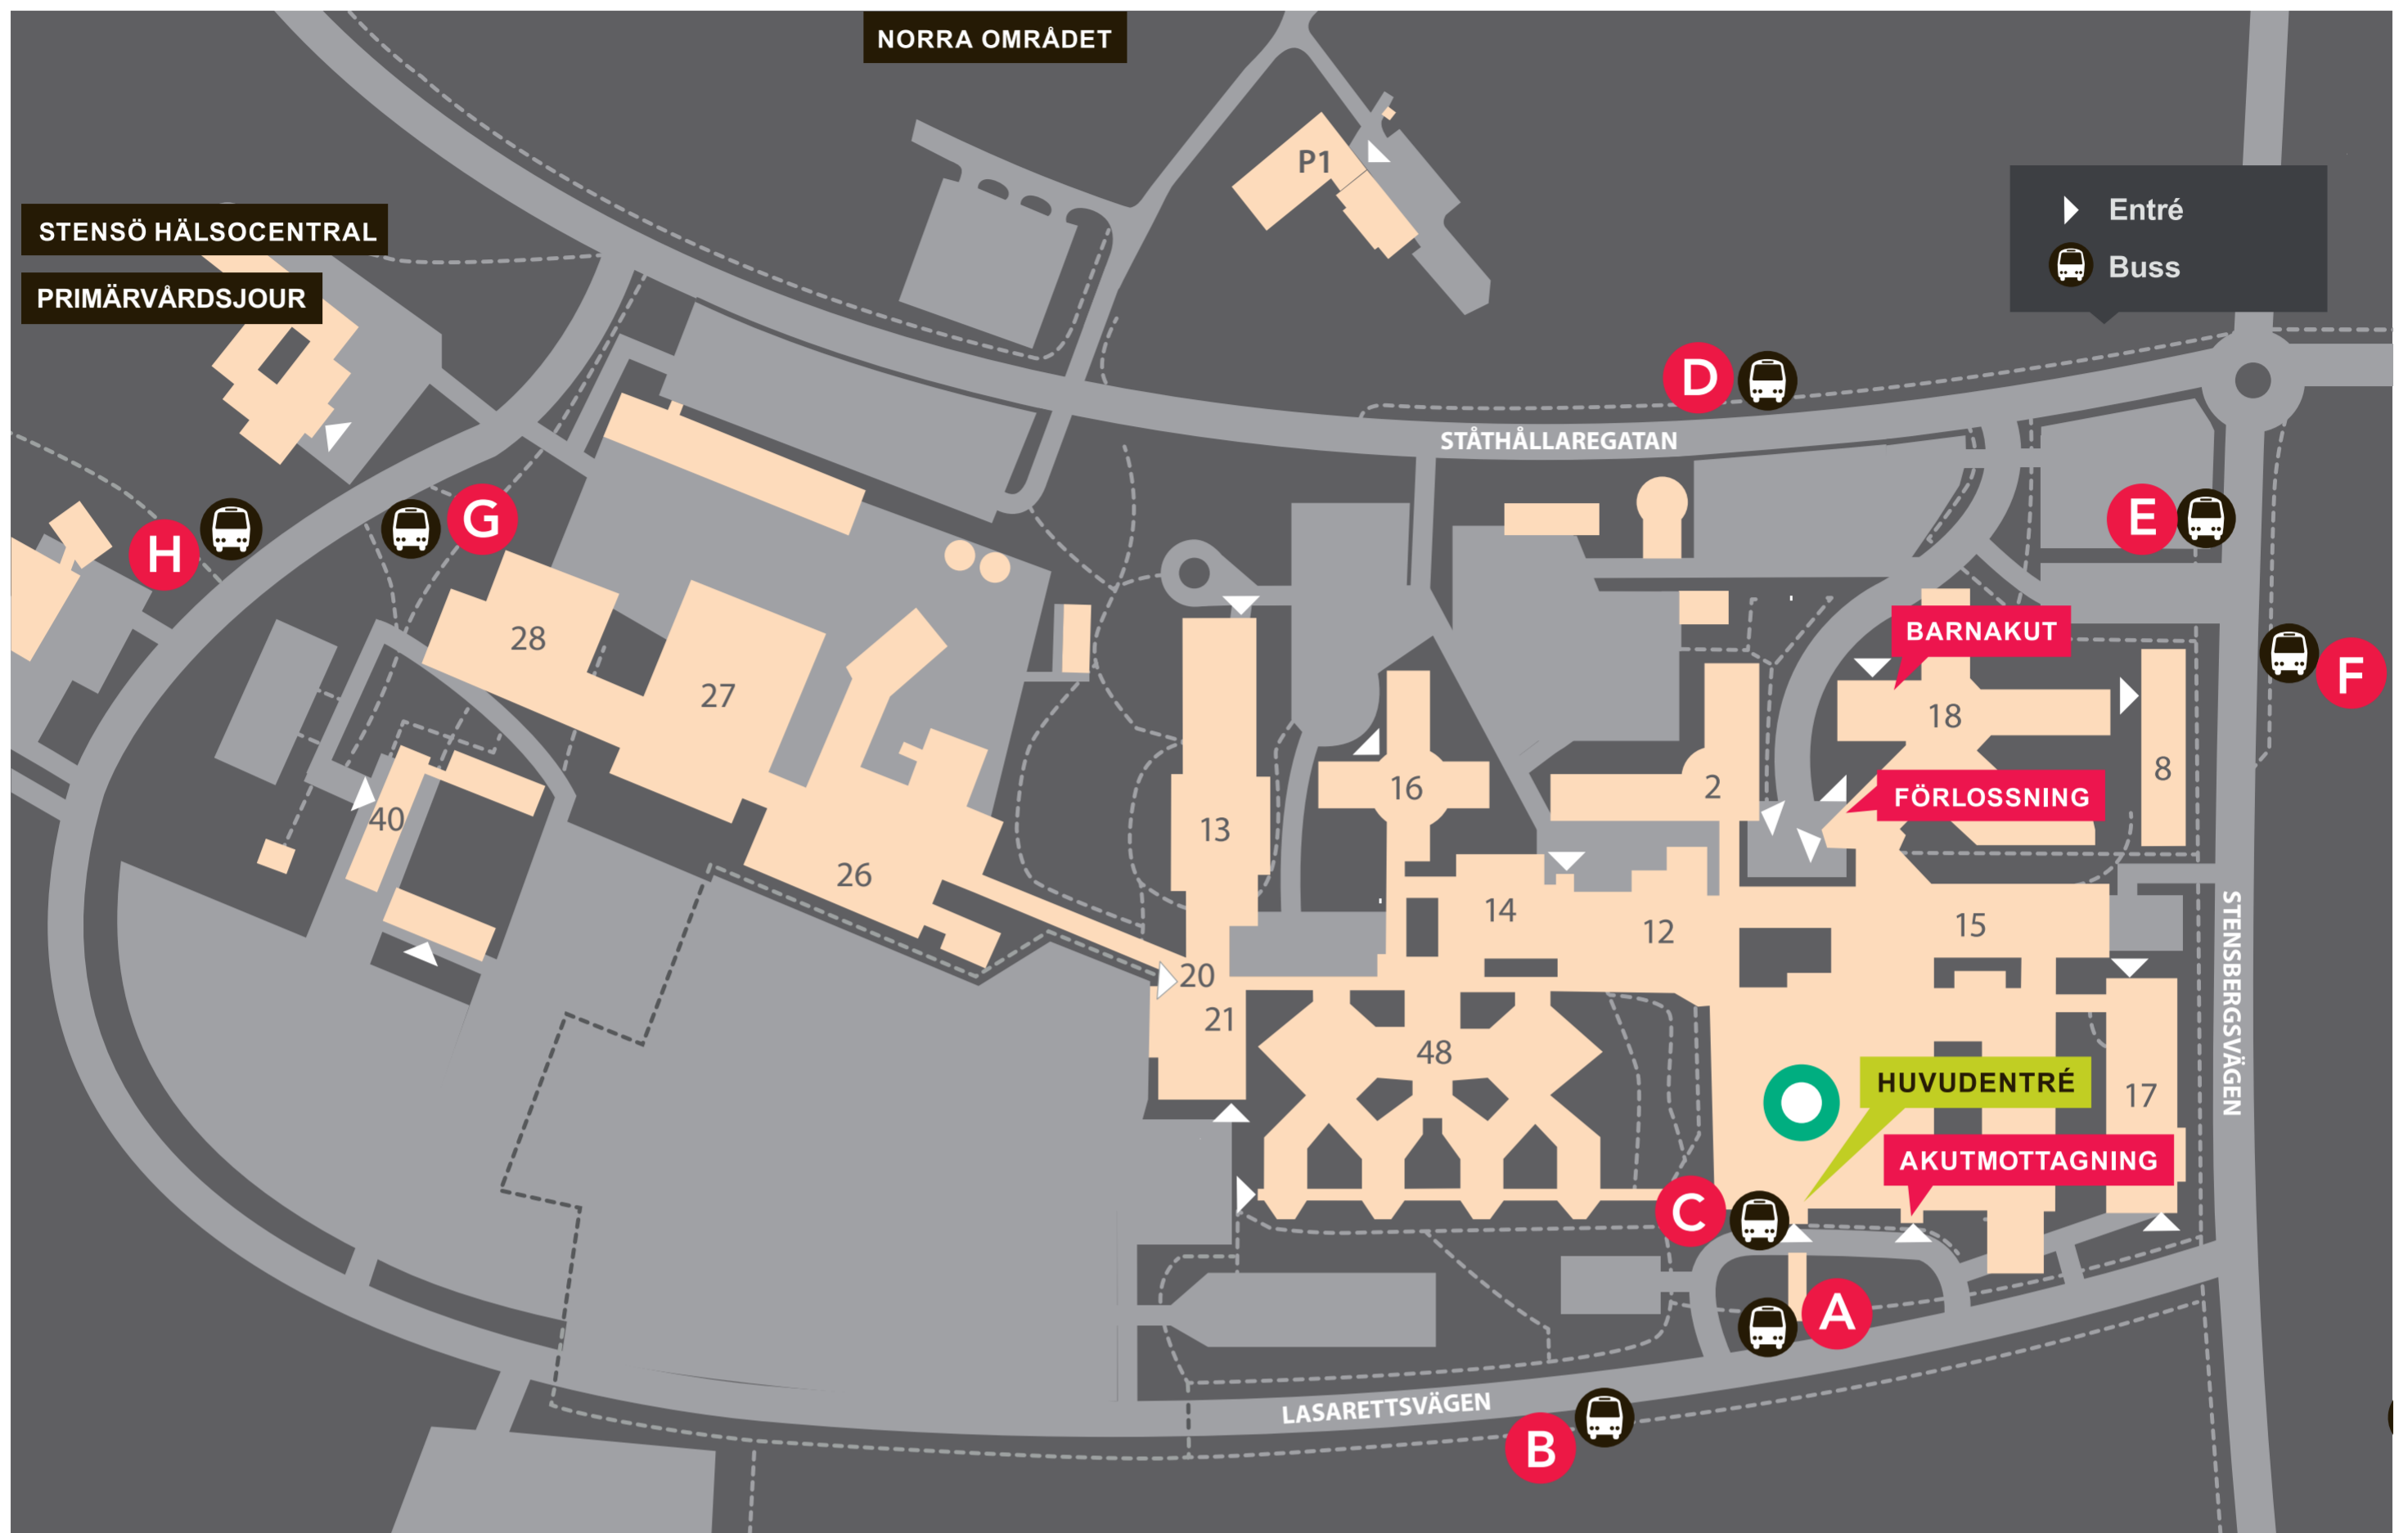 NORRA OMRÅDET
P1
Entré
Buss
STENSÖ HÄLSOCENTRAL
PRIMÄRVÅRDSJOUR
D
STÅTHÅLLAREGATAN
H
G
E
28
27
BARNAKUT
F
18
16
2
8
40
13
FÖRLOSSNING
26
14
12
15
20
21
48
STENSBERGSVÄGEN
HUVUDENTRÉ
17
AKUTMOTTAGNING
C
A
LASARETTSVÄGEN
B